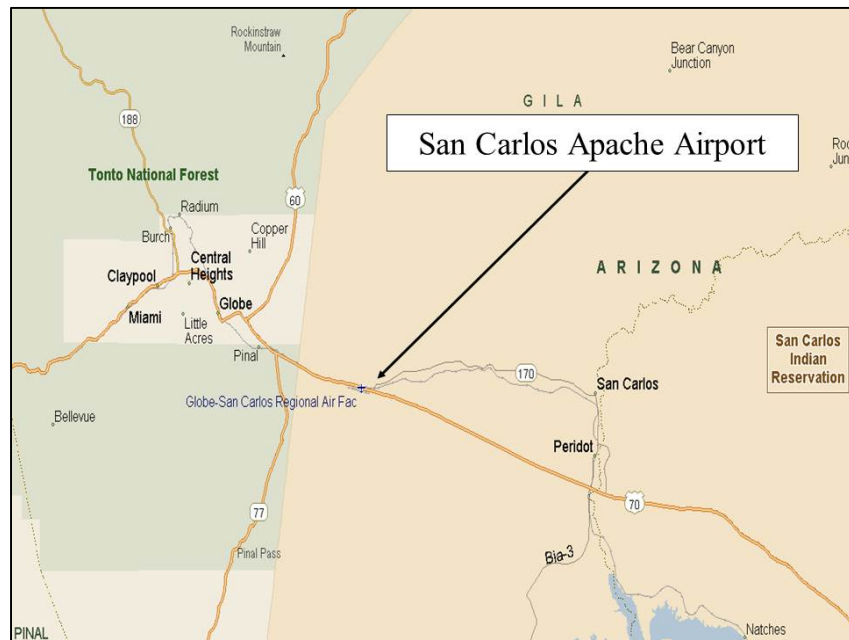 Rockinstraw
Mountain
Bear Canyon
Junction
GILA
188
San Carlos Apache Airport
Tonto National Forest
60
Radium
Burch
Copper
Hill
Central
Heights
ARIZONA
Claypool
Globe
Miami
Little
Acres
Pinal
San Carlos
Indian
Reservation
170
San Carlos
Globe-San Carlos Regional Air Fac
Bellevue
Peridot
70
77
Pinal Pass
Bia-3
PINAL
Natches